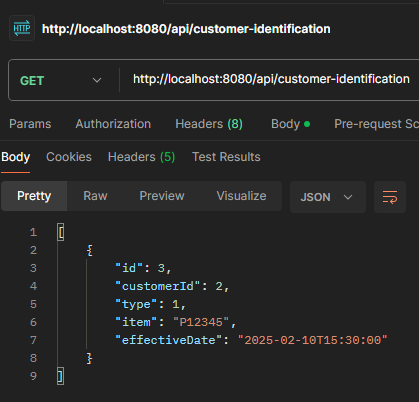 HTTP http://localhost:8080/api/customer-identification
GET http://localhost:8080/api/customer-identification
Params Authorization Headers (8) Body Pre-request Sc
Body Cookies Headers (5) Test Results
Pretty Raw Preview Visualize JSON
1 [
2 {
3 "id": 3,
4 "customerId": 2,
5 "type": 1,
6 "item": "P12345",
7 "effectiveDate": "2025-02-10T15:30:00"
8 }
9 ]